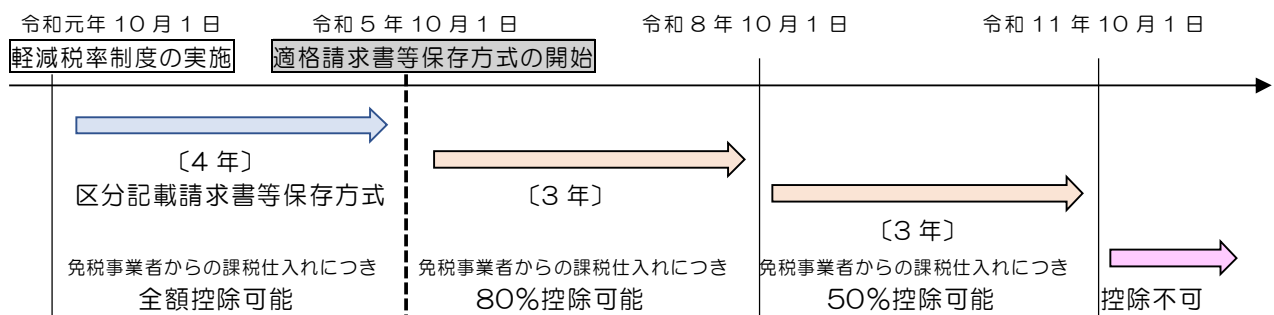 令和元年10月1日 令和5年10月1日 令和8年10月1日 令和11年10月1日
軽減税率制度の実施 適格請求書等保存方式の開始
〔4年〕
区分記載請求書等保存方式
〔3年〕
〔3年〕
免税事業者からの課税仕入れにつき 免税事業者からの課税仕入れにつき 免税事業者からの課税仕入れにつき
全額控除可能 80%控除可能 50%控除可能 控除不可